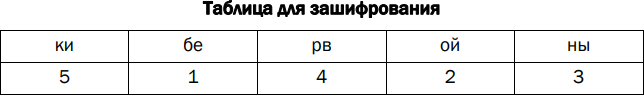 Таблица для зашифрования
ки бе рв ой ны
5 1 4 2 3